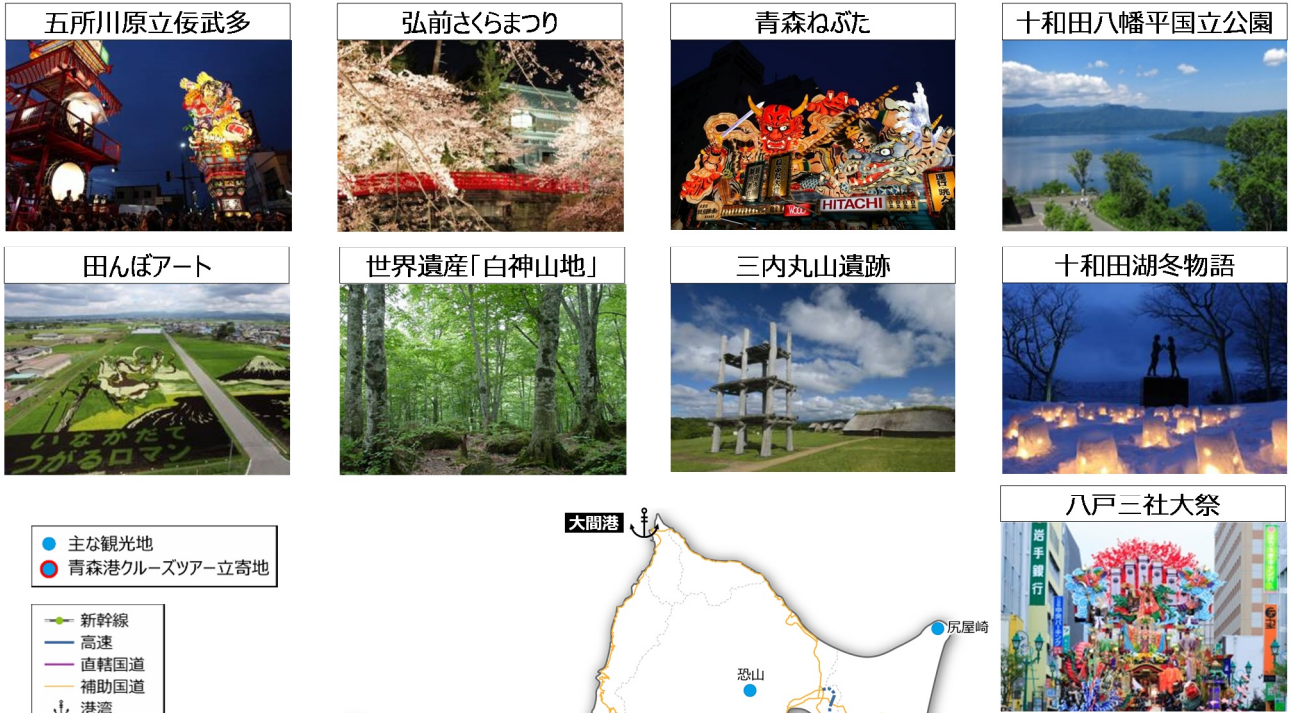 五所川原立佞武多
弘前さくらまつり
青森ねぶた
十和田八幡平国立公園
HITACHI
田んぼアート
世界遺産「白神山地」
三内丸山遺跡
十和田湖冬物語
いなかだて
つがるロマン
八戸三社大祭
岩手銀行
大間港
主な観光地
青森港クルーズツアー立寄地
新幹線
高速
直轄国道
補助国道
港湾
尻屋崎
恐山